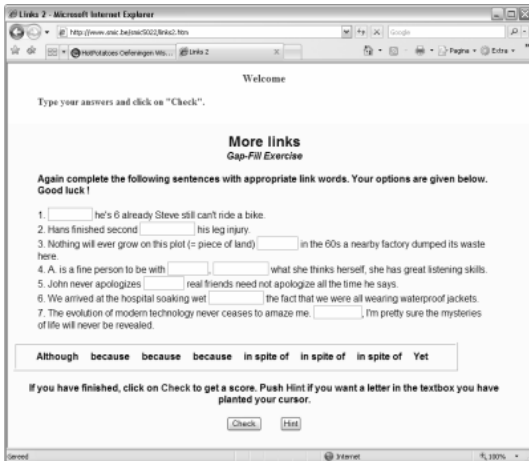 Links 2 - Microsoft Internet Explorer
http://www.snic.be/snic5022/links2.htm
Google
HotPotatoes Oefeningen Wis... Links 2 Pagina Extra
Welcome
Type your answers and click on "Check".
More links
Gap-Fill Exercise
Again complete the following sentences with appropriate link words. Your options are given below.
Good luck !
1. he's 6 already Steve still can't ride a bike.
2. Hans finished second his leg injury.
3. Nothing will ever grow on this plot (= piece of land) in the 60s a nearby factory dumped its waste
here.
4. A. is a fine person to be with , what she thinks herself, she has great listening skills.
5. John never apologizes real friends need not apologize all the time he says.
6. We arrived at the hospital soaking wet the fact that we were all wearing waterproof jackets.
7. The evolution of modern technology never ceases to amaze me. , I'm pretty sure the mysteries
of life will never be revealed.
Although because because because in spite of in spite of in spite of Yet
If you have finished, click on Check to get a score. Push Hint if you want a letter in the textbox you have
planted your cursor.
Check Hint
Gereed Internet 100%